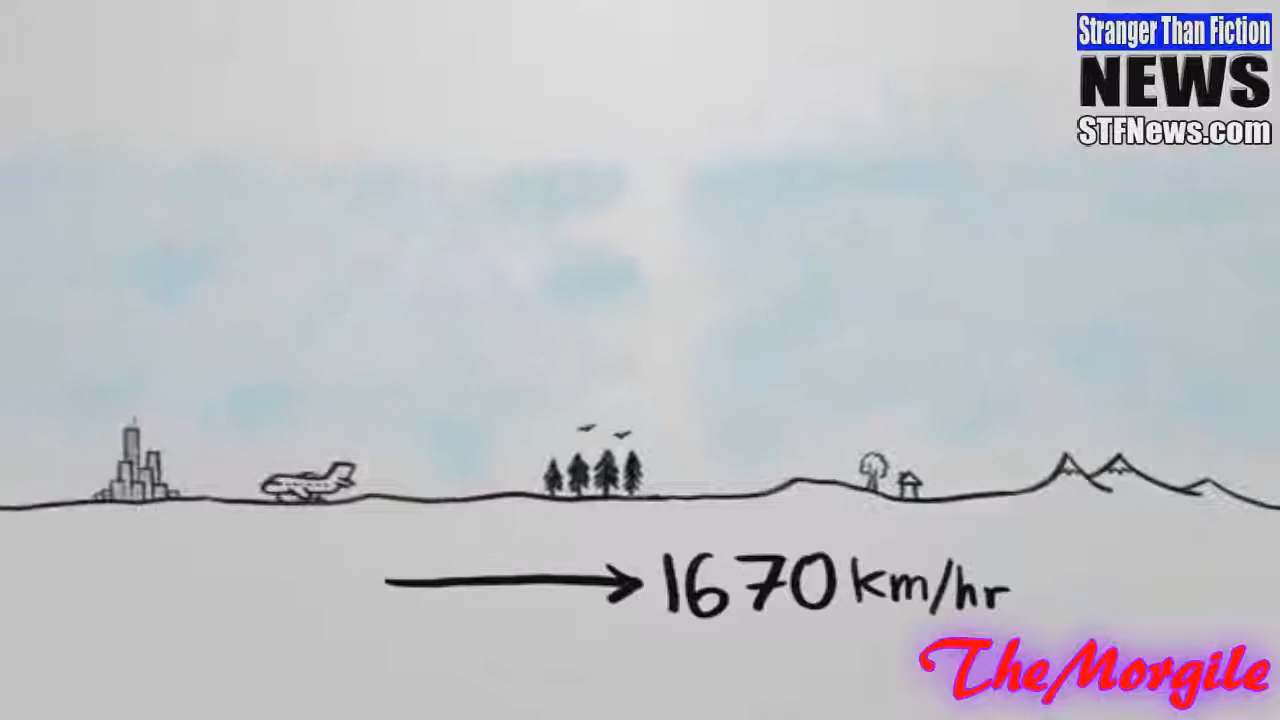 Stranger Than Fiction
NEWS
STFNews.com
1670 km/hr
TheMorgile